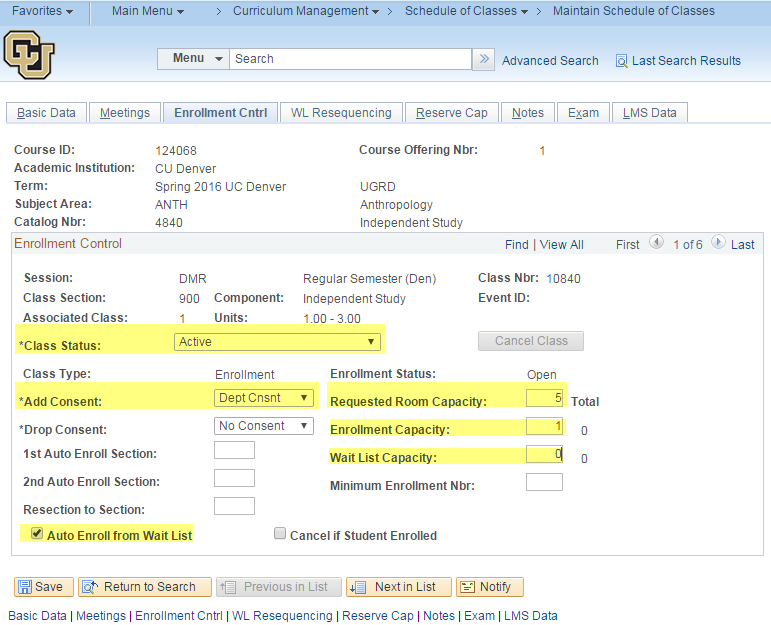 Favorites Main Menu > Curriculum Management > Schedule of Classes > Maintain Schedule of Classes
CU Menu Search » Advanced Search Last Search Results
Basic Data Meetings Enrollment Cntrl WL Resequencing Reserve Cap Notes Exam LMS Data
Course ID: 124068 Course Offering Nbr: 1
Academic Institution: CU Denver
Term: Spring 2016 UC Denver UGRD
Subject Area: ANTH Anthropology
Catalog Nbr: 4840 Independent Study
Enrollment Control Find | View All First 1 of 6 Last
Session: DMR Regular Semester (Den) Class Nbr: 10840
Class Section: 900 Component: Independent Study Event ID:
Associated Class: 1 Units: 1.00 - 3.00
*Class Status: Active Cancel Class
Class Type: Enrollment Enrollment Status: Open
*Add Consent: Dept Cnsnt Requested Room Capacity: 5 Total
*Drop Consent: No Consent Enrollment Capacity: 1 0
1st Auto Enroll Section: Wait List Capacity: 0 0
2nd Auto Enroll Section: Minimum Enrollment Nbr:
Resection to Section:
Auto Enroll from Wait List Cancel if Student Enrolled
Save Return to Search Previous in List Next in List Notify
Basic Data | Meetings | Enrollment Cntrl | WL Resequencing | Reserve Cap | Notes | Exam | LMS Data